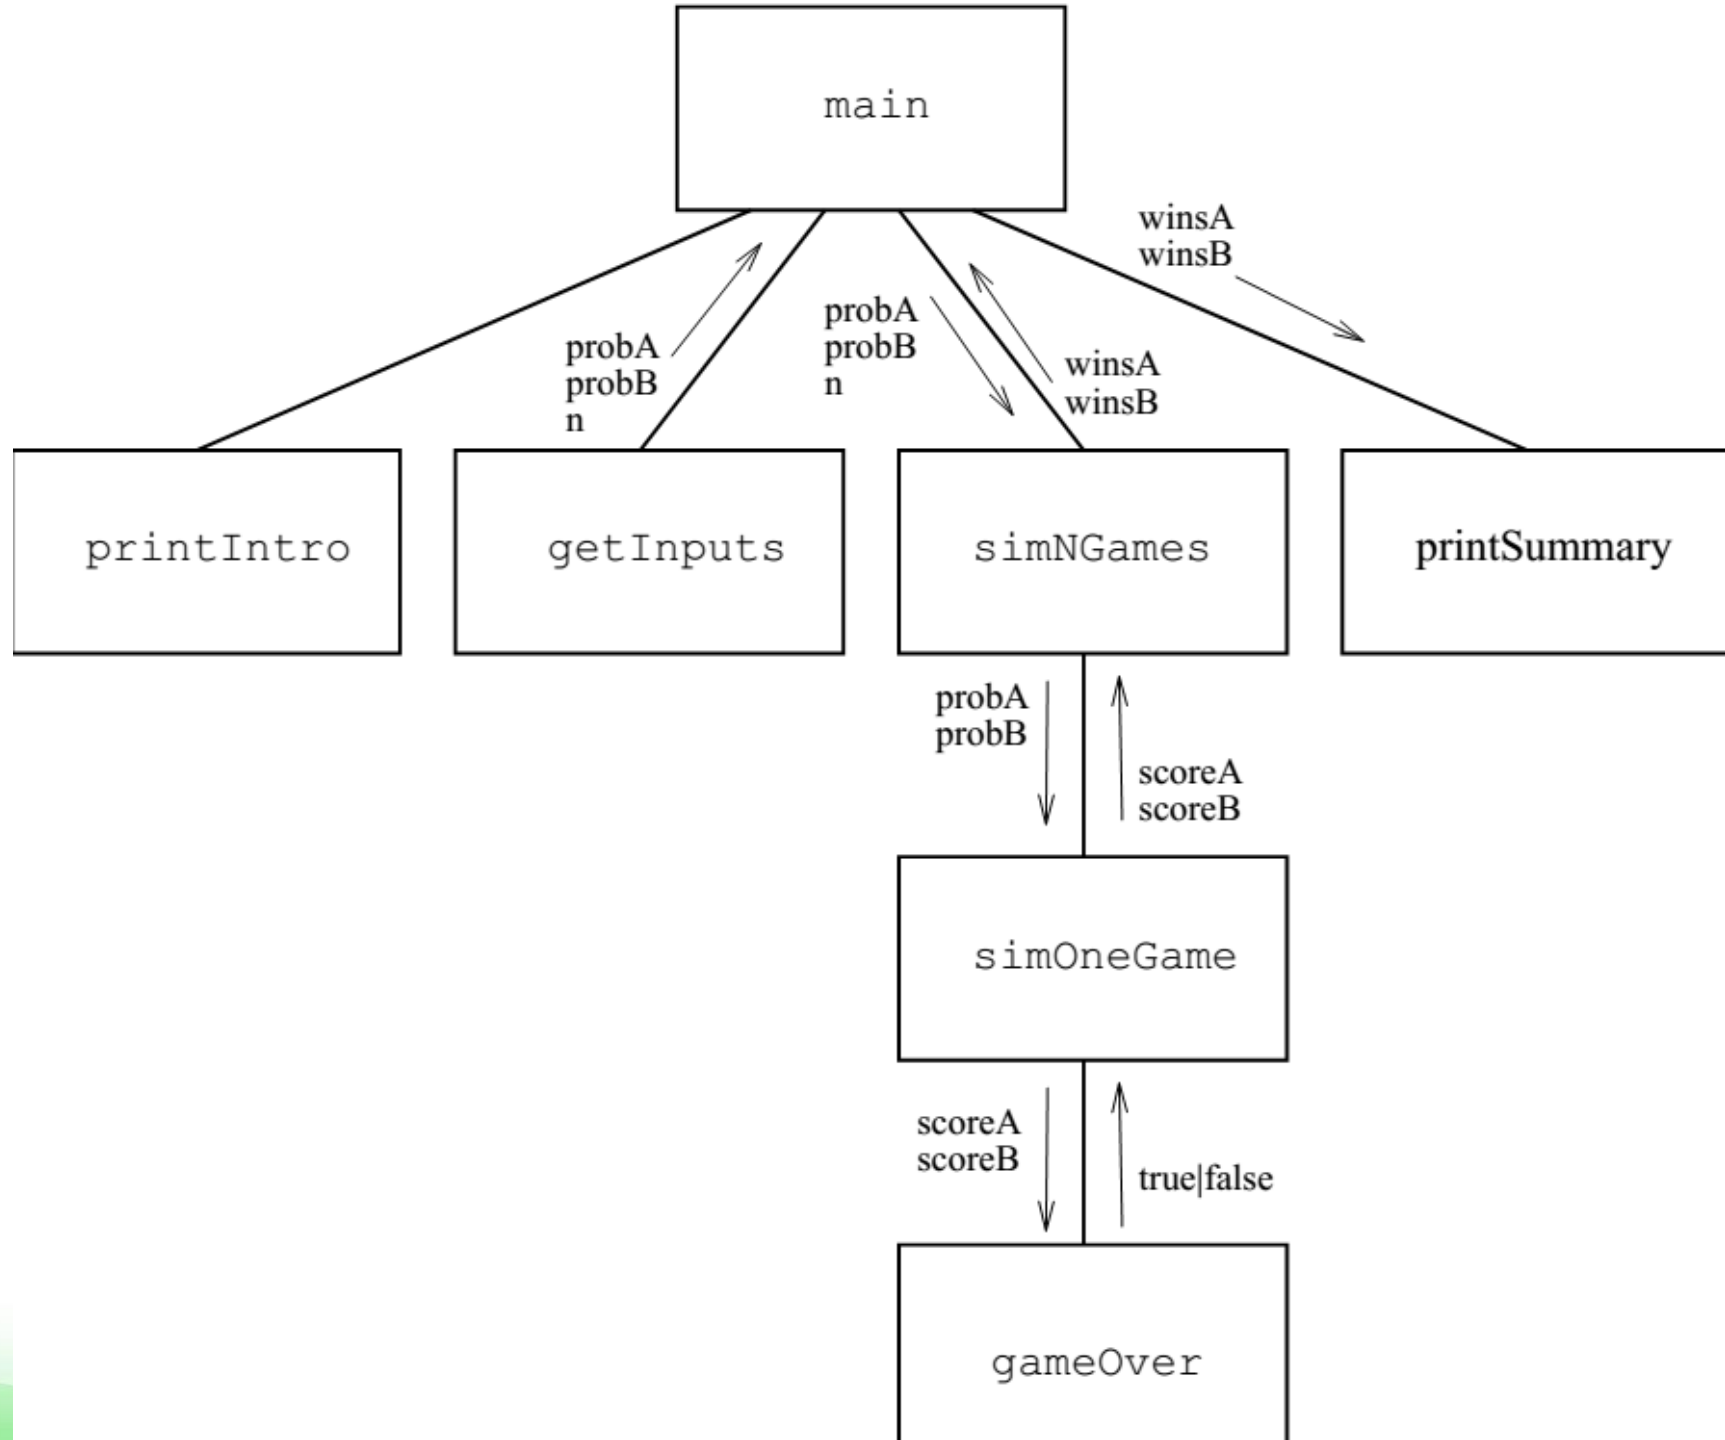 main
winsA
winsB
probA
probB
n
probA
probB
n
winsA
winsB
printIntro
getInputs
simNGames
printSummary
probA
probB
scoreA
scoreB
simOneGame
scoreA
scoreB
true|false
gameOver